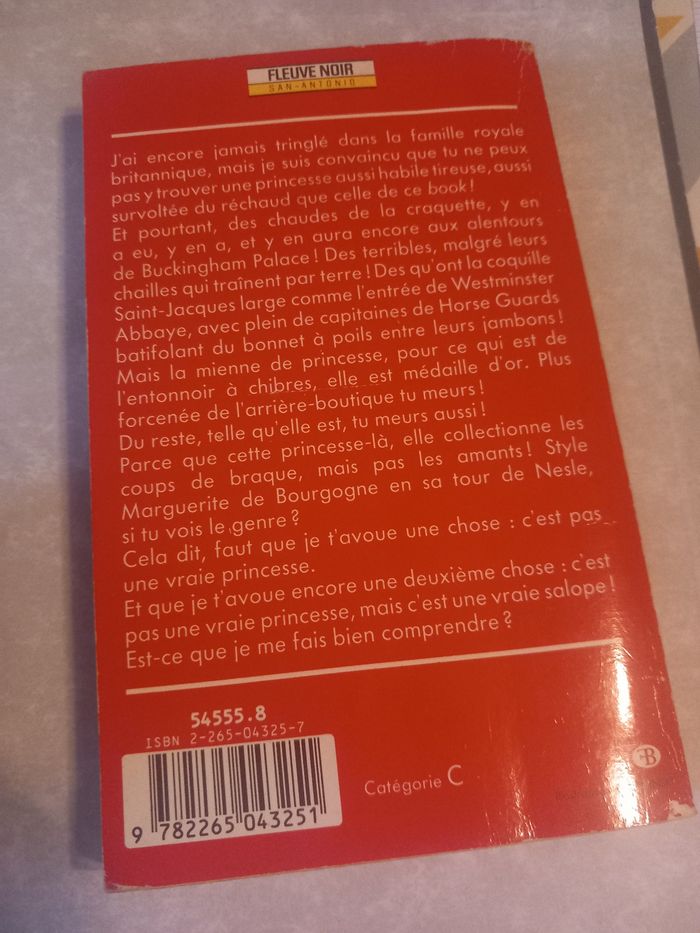 FLEUVE NOIR
SAN-ANTONIO
J'ai encore jamais tringlé dans la famille royale
britannique, mais je suis convaincu que tu ne peux
pas y trouver une princesse aussi habile tireuse, aussi
survoltée du réchaud que celle de ce book !
Et pourtant, des chaudes de la craquette, y en
a eu, y en a, et y en aura encore aux alentours
de Buckingham Palace ! Des terribles, malgré leurs
chailles qui traînent par terre ! Des qu'ont la coquille
Saint-Jacques large comme l'entrée de Westminster
Abbaye, avec plein de capitaines de Horse Guards
batifolant du bonnet à poils entre leurs jambons !
Mais la mienne de princesse, pour ce qui est de
l'entonnoir à chibres, elle est médaille d'or. Plus
forcenée de l'arrière-boutique tu meurs !
Du reste, telle qu'elle est, tu meurs aussi !
Parce que cette princesse-là, elle collectionne les
coups de braque, mais pas les amants ! Style
Marguerite de Bourgogne en sa tour de Nesle,
si tu vois le genre ?
Cela dit, faut que je t'avoue une chose : c'est pas
une vraie princesse.
Et que je t'avoue encore une deuxième chose : c'est
pas une vraie princesse, mais c'est une vraie salope !
Est-ce que je me fais bien comprendre ?
54555.8
ISBN 2-265-04325-7
9 782265 043251
Catégorie C